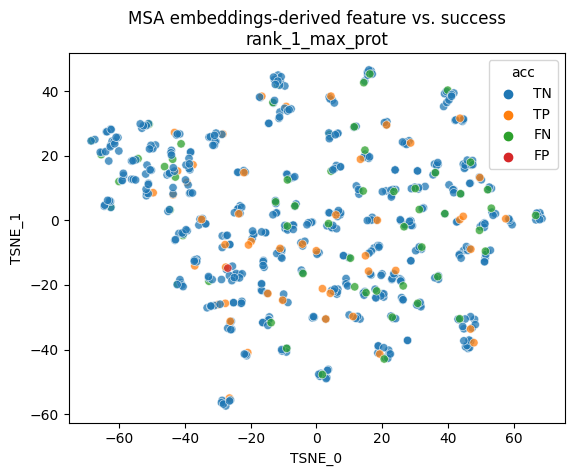 MSA embeddings-derived feature vs. success
rank_1_max_prot
acc
TN
TP
FN
FP
TSNE_1
40
20
0
−20
−40
−60
−60
−40
−20
0
20
40
60
TSNE_0